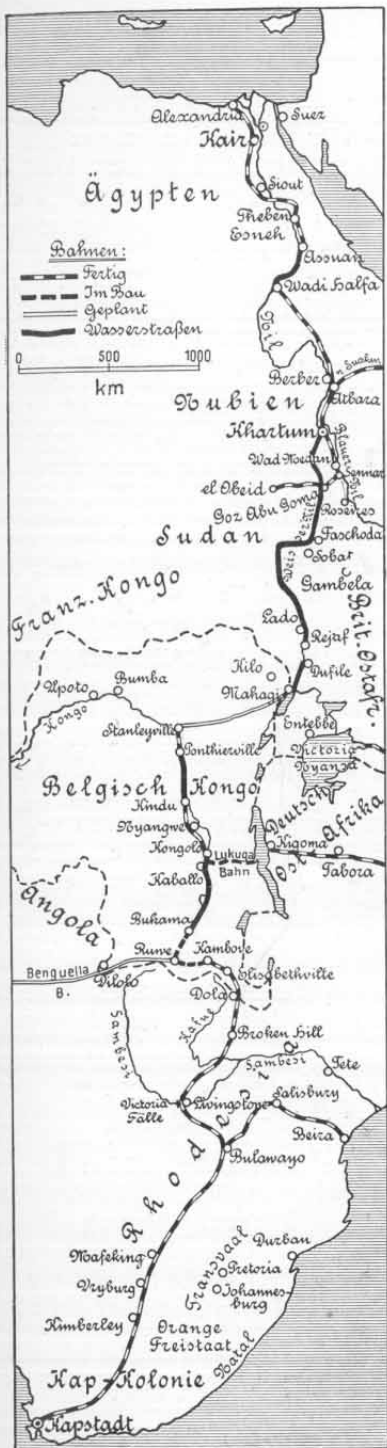 Alexandria
Suez
Kair
Siout
Ägypten
Theben
Esneh
Assuan
Bahnen:
Fertig
Im Bau
Geplant
Wasserstraßen
Wadi Halfa
Nil
0 500 1000
km
n. Suakin
Berber
Atbara
Nubien
Khartum
Blauer Nil
Wad Medani
Sennar
el Obeid
Goz Abu Goma
Roseires
Weisser Nil
Sudan
Faschoda
Sobat
Gambela
Franz. Kongo
Lado
Rejaf
Brit. Ostafr.
Dufile
Kilo
Mahagi
Upoto
Bumba
Kongo
Stanleyville
Entebbe
Ponthierville
Victoria
Nyansa
Belgisch Kongo
Kindu
Deutsch
Ost Afrika
Nyangwe
Kongolo
Lukuga
Bahn
Kigoma
Tabora
Kaballo
Angola
Bukama
Ruwe
Kambove
Benguella
B.
Dilolo
Elisabethville
Dola
Kafue
Broken Hill
Sambesi
Sambesi
Tete
Victoria
Fälle
Livingstone
Salisbury
Beira
Bulawayo
Rhodesia
Mafeking
Durban
Transvaal
Pretoria
Vryburg
Johannes-
burg
Kimberley
Orange
Freistaat
Natal
Kap-Kolonie
Kapstadt